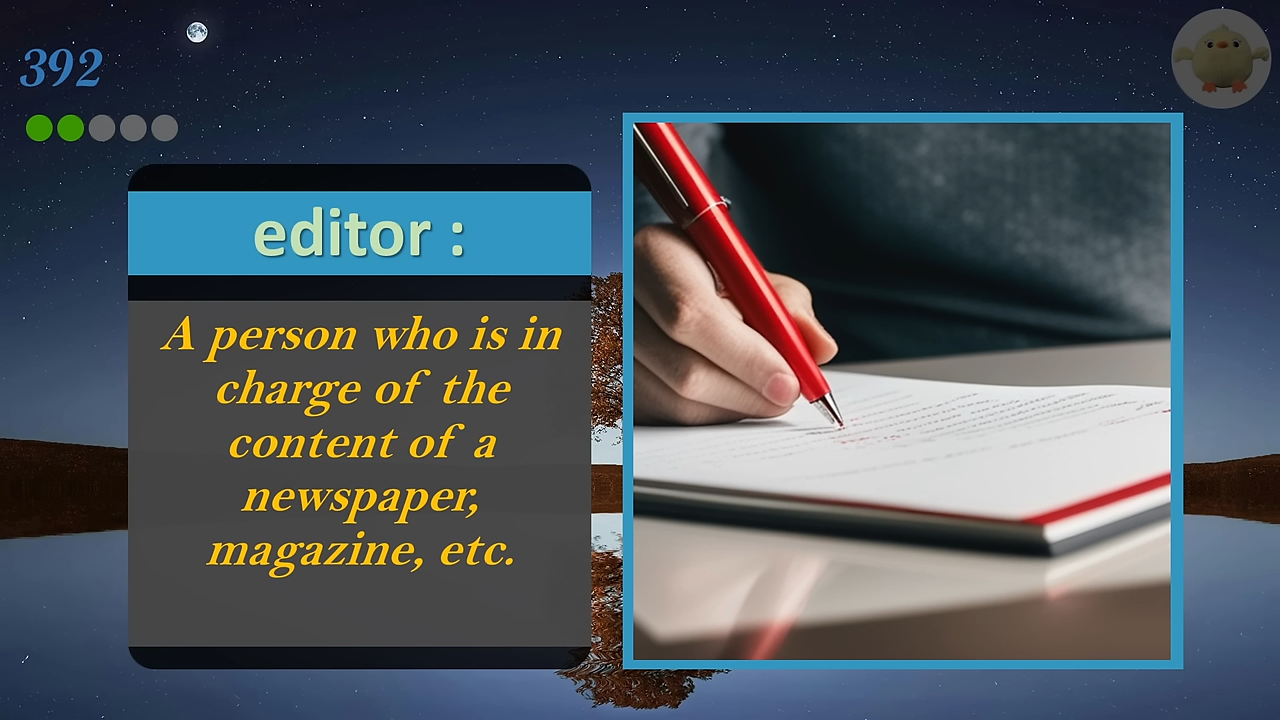 392
editor :
A person who is in
charge of the
content of a
newspaper,
magazine, etc.